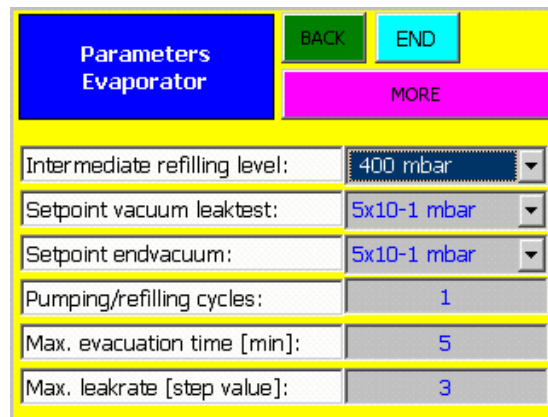 Parameters
Evaporator
BACK
END
MORE
Intermediate refilling level: 400 mbar
Setpoint vacuum leaktest: 5x10-1 mbar
Setpoint endvacuum: 5x10-1 mbar
Pumping/refilling cycles: 1
Max. evacuation time [min]: 5
Max. leakrate [step value]: 3